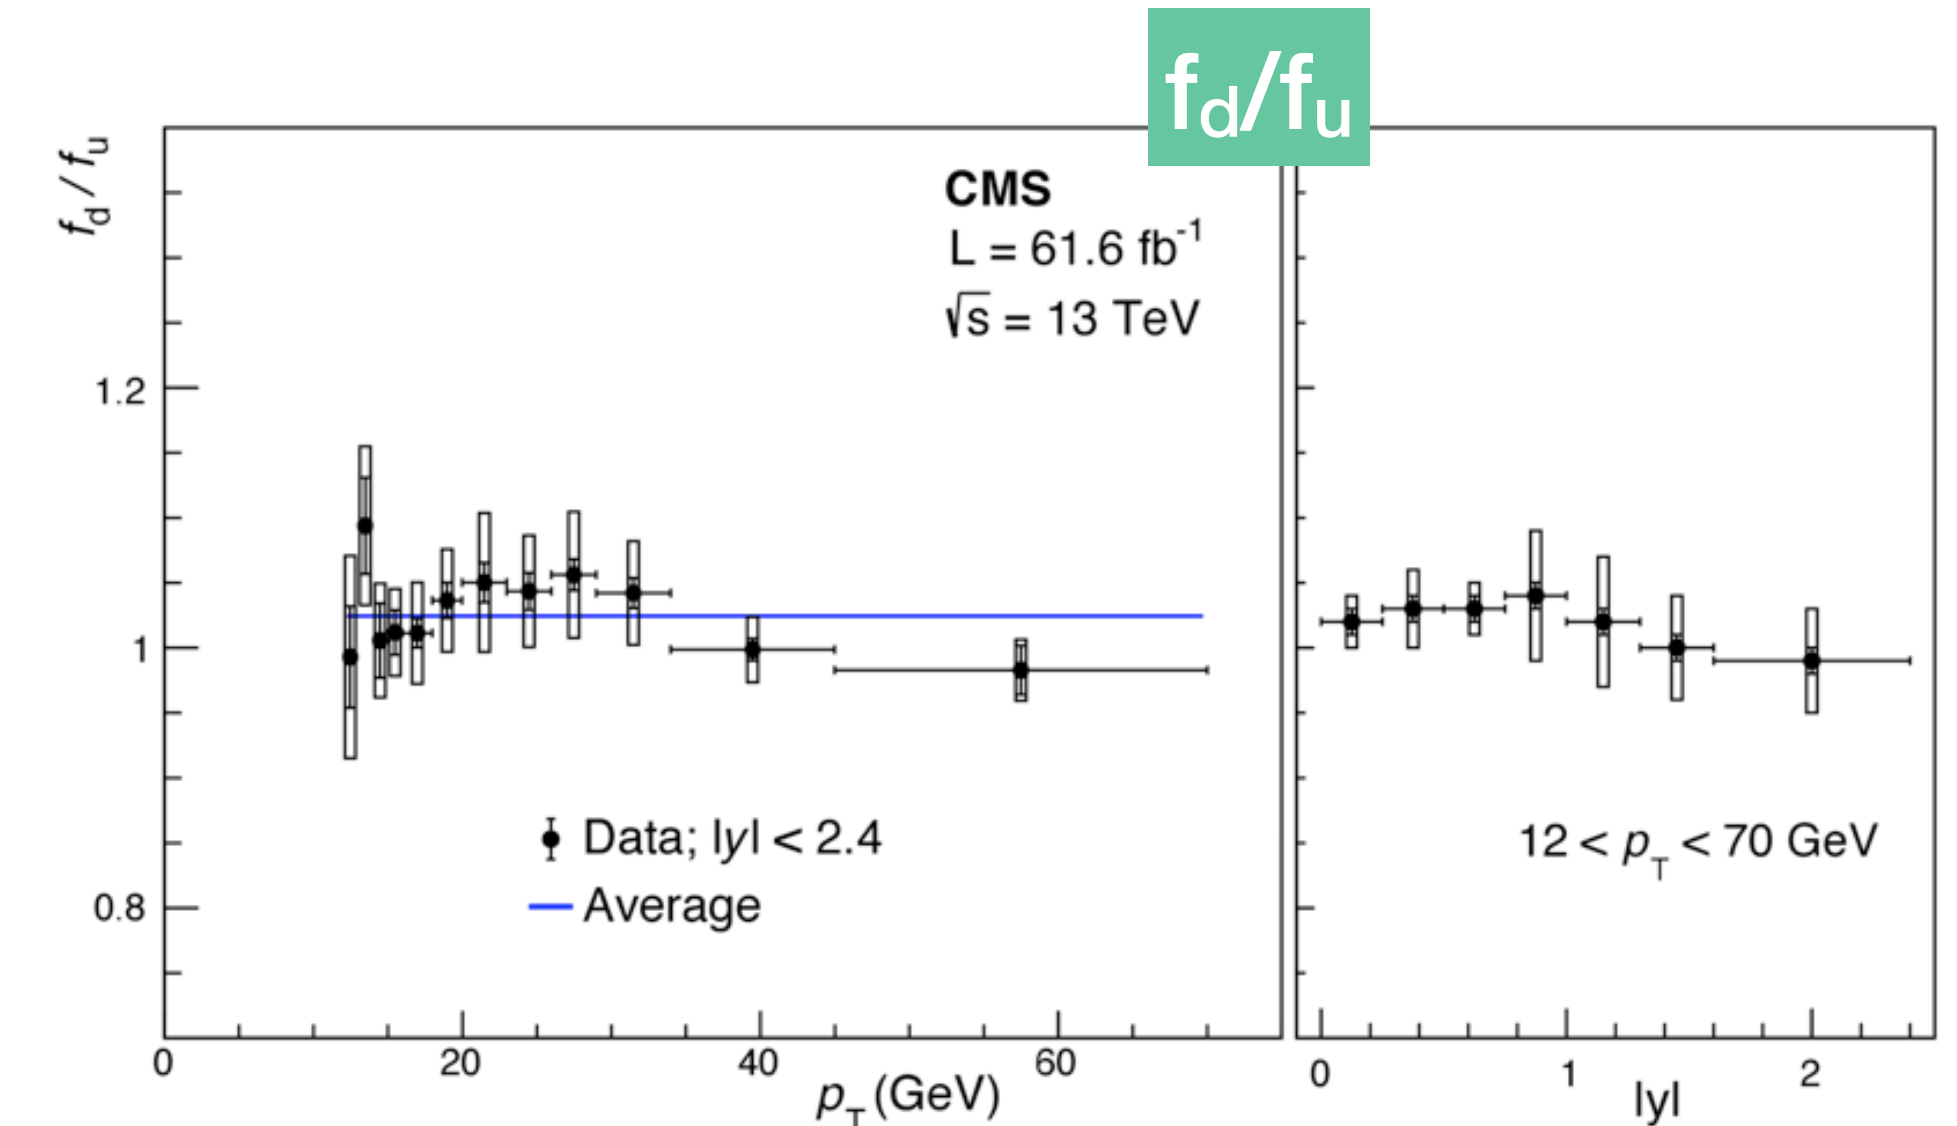 fd/fu
fd / fu
CMS
L = 61.6 fb-1
√s = 13 TeV
1.2
1
0.8
Data; |y| < 2.4
Average
12 < pT < 70 GeV
0 20 40 60
pT (GeV)
0 1 2
|y|